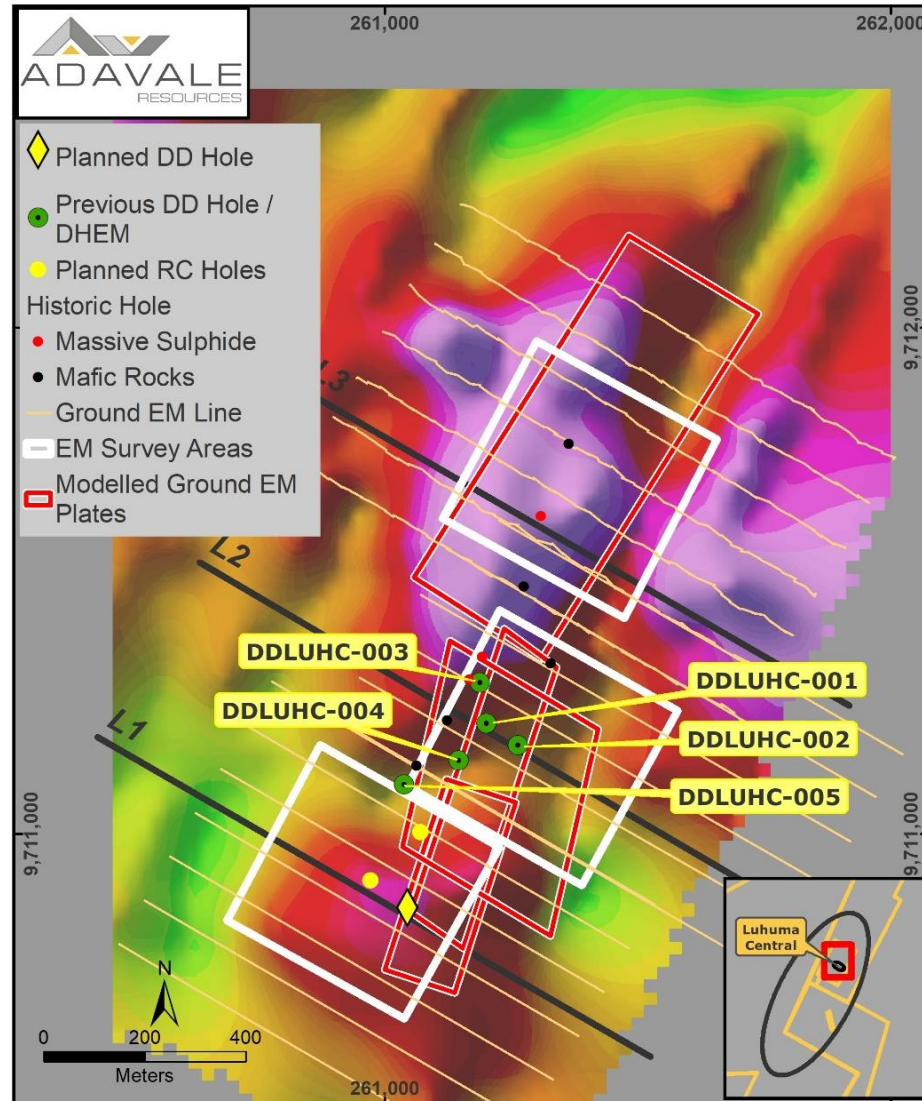 261,000
262,000
ADAVALE
RESOURCES
Planned DD Hole
Previous DD Hole /
DHEM
Planned RC Holes
Historic Hole
Massive Sulphide
Mafic Rocks
Ground EM Line
EM Survey Areas
Modelled Ground EM
Plates
9,712,000
L3
L2
DDLUHC-003
DDLUHC-001
DDLUHC-004
DDLUHC-002
L1
DDLUHC-005
9,711,000
9,711,000
Luhuma
Central
N
0 200 400
Meters
261,000